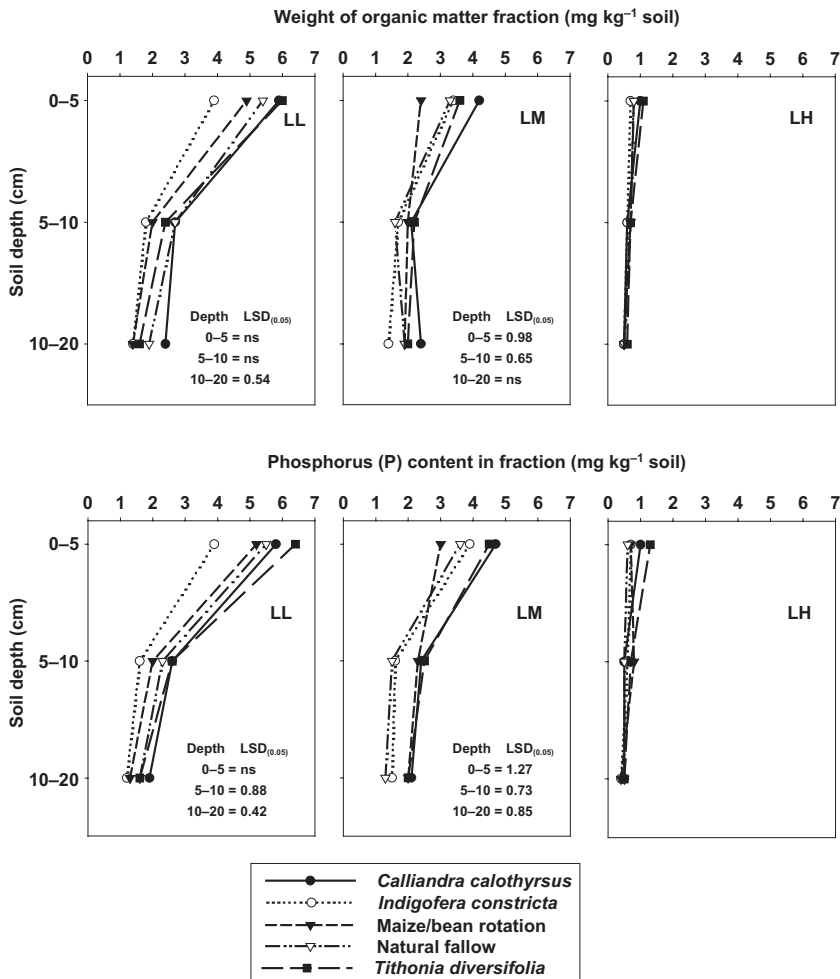 Weight of organic matter fraction (mg kg⁻¹ soil)
0 1 2 3 4 5 6 7 0 1 2 3 4 5 6 7 0 1 2 3 4 5 6 7
0–5
5–10
10–20
Soil depth (cm)
LL
Depth LSD(0.05)
0–5 = ns
5–10 = ns
10–20 = 0.54
LM
Depth LSD(0.05)
0–5 = 0.98
5–10 = 0.65
10–20 = ns
LH
Phosphorus (P) content in fraction (mg kg⁻¹ soil)
0 1 2 3 4 5 6 7 0 1 2 3 4 5 6 7 0 1 2 3 4 5 6 7
0–5
5–10
10–20
Soil depth (cm)
LL
Depth LSD(0.05)
0–5 = ns
5–10 = 0.88
10–20 = 0.42
LM
Depth LSD(0.05)
0–5 = 1.27
5–10 = 0.73
10–20 = 0.85
LH
Calliandra calothyrsus
Indigofera constricta
Maize/bean rotation
Natural fallow
Tithonia diversifolia